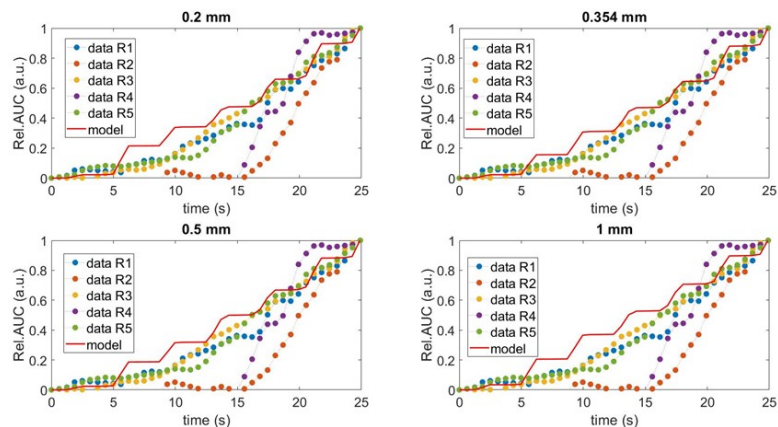 0.2 mm
Rel.AUC (a.u.)
1
0.8
0.6
0.4
0.2
0
data R1
data R2
data R3
data R4
data R5
model
0 5 10 15 20 25
time (s)
0.354 mm
Rel.AUC (a.u.)
1
0.8
0.6
0.4
0.2
0
data R1
data R2
data R3
data R4
data R5
model
0 5 10 15 20 25
time (s)
0.5 mm
Rel.AUC (a.u.)
1
0.8
0.6
0.4
0.2
0
data R1
data R2
data R3
data R4
data R5
model
0 5 10 15 20 25
time (s)
1 mm
Rel.AUC (a.u.)
1
0.8
0.6
0.4
0.2
0
data R1
data R2
data R3
data R4
data R5
model
0 5 10 15 20 25
time (s)